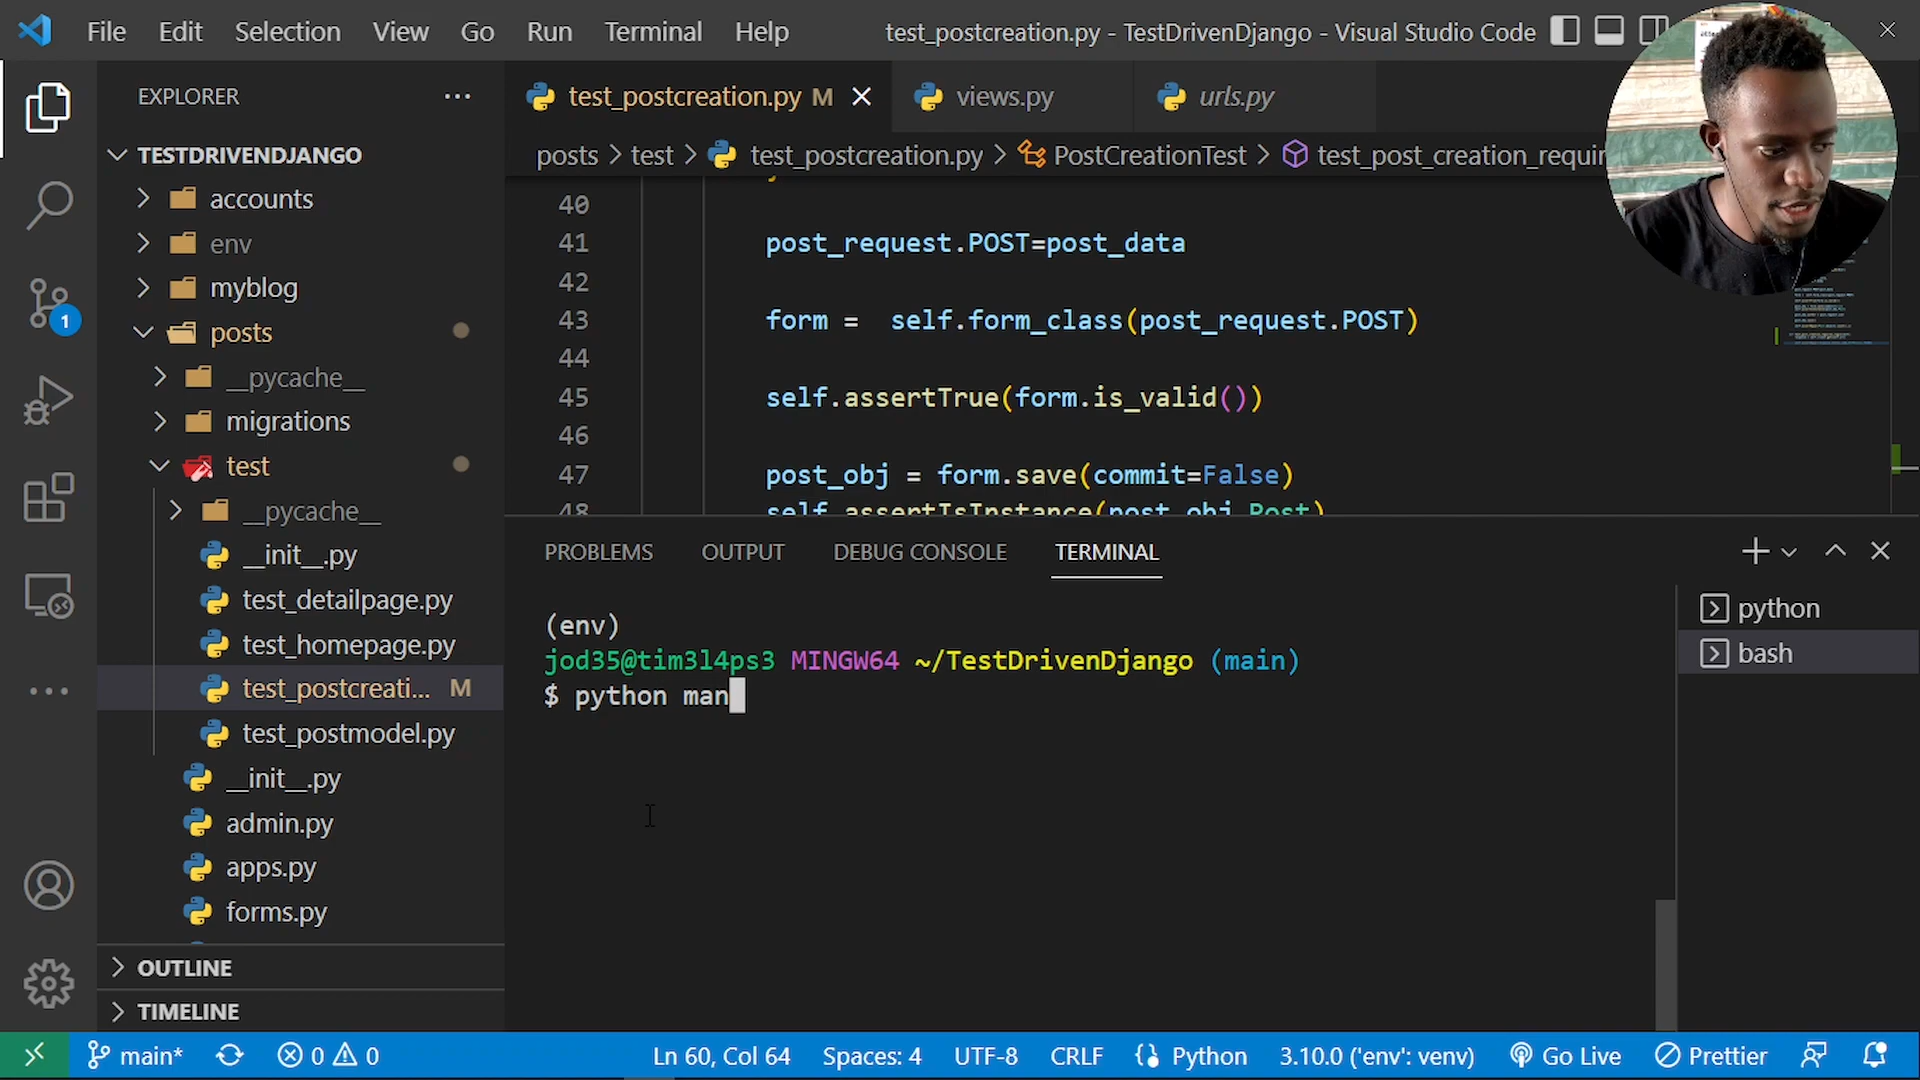 File Edit Selection View Go Run Terminal Help test_postcreation.py - TestDrivenDjango - Visual Studio Code
EXPLORER
TESTDRIVENDJANGO
accounts
env
myblog
posts
__pycache__
migrations
test
__pycache__
__init__.py
test_detailpage.py
test_homepage.py
test_postcreati... M
test_postmodel.py
__init__.py
admin.py
apps.py
forms.py
OUTLINE
TIMELINE
1
test_postcreation.py M views.py urls.py
posts > test > test_postcreation.py > PostCreationTest > test_post_creation_requir
40
41 post_request.POST=post_data
42
43 form = self.form_class(post_request.POST)
44
45 self.assertTrue(form.is_valid())
46
47 post_obj = form.save(commit=False)
48 self.assertIsInstance(post_obj,Post)
PROBLEMS OUTPUT DEBUG CONSOLE TERMINAL
(env)
jod35@tim3l4ps3 MINGW64 ~/TestDrivenDjango (main)
$ python man
python
bash
main* 0 0 Ln 60, Col 64 Spaces: 4 UTF-8 CRLF Python 3.10.0 ('env': venv) Go Live Prettier